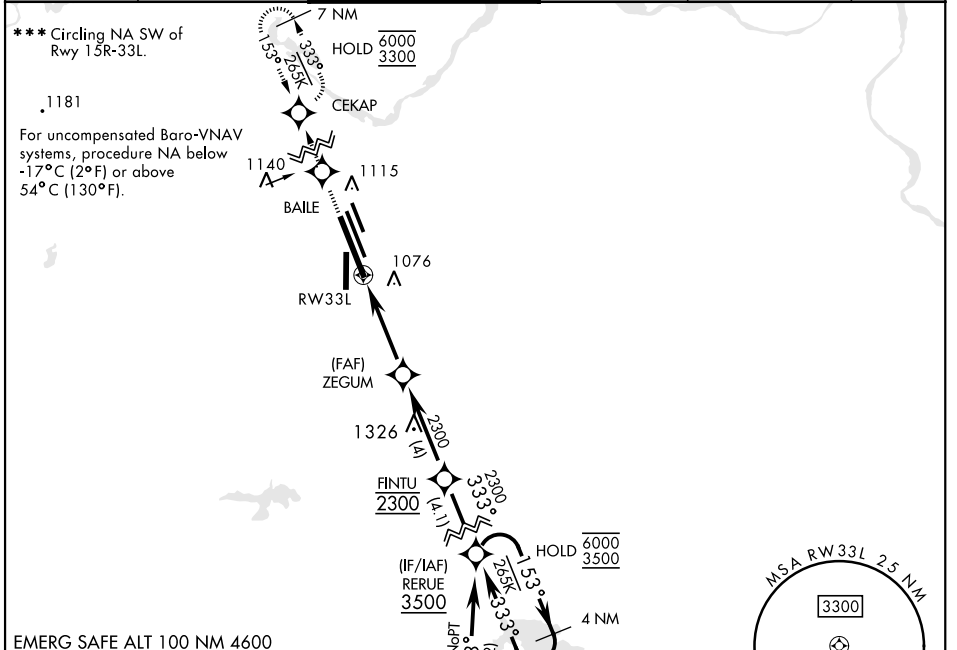 *** Circling NA SW of
Rwy 15R-33L.
.1181
For uncompensated Baro-VNAV
systems, procedure NA below
-17°C (2°F) or above
54°C (130°F).
7 NM
HOLD 6000
3300
153°
333°
265K
CEKAP
1140
1115
BAILE
1076
RW33L
(FAF)
ZEGUM
1326
2300
(4)
FINTU
2300
2300
333°
(4.1)
HOLD 6000
3500
(IF/IAF)
RERUE
3500
153°
265K
333°
4 NM
NoPT
MSA RW33L 25 NM
3300
EMERG SAFE ALT 100 NM 4600